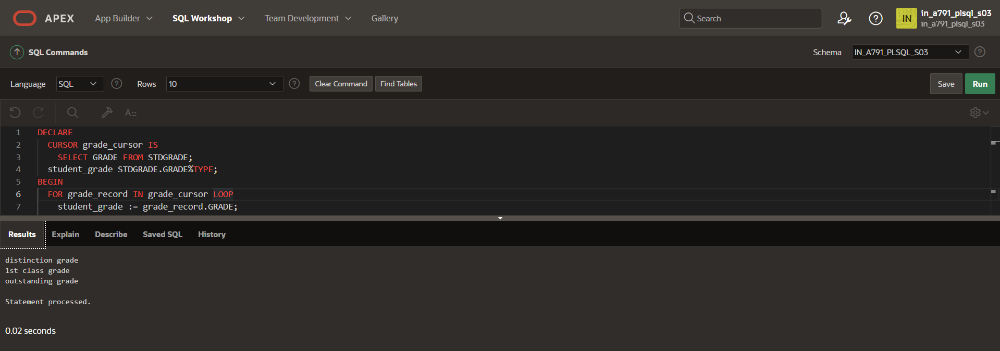 APEX App Builder SQL Workshop Team Development Gallery Search IN in_a791_plsql_s03
in_a791_plsql_s03
SQL Commands Schema IN_A791_PLSQL_S03
Language SQL Rows 10 Clear Command Find Tables Save Run
A
1 DECLARE
2 CURSOR grade_cursor IS
3 SELECT GRADE FROM STDGRADE;
4 student_grade STDGRADE.GRADE%TYPE;
5 BEGIN
6 FOR grade_record IN grade_cursor LOOP
7 student_grade := grade_record.GRADE;
Results Explain Describe Saved SQL History
distinction grade
1st class grade
outstanding grade
Statement processed.
0.02 seconds